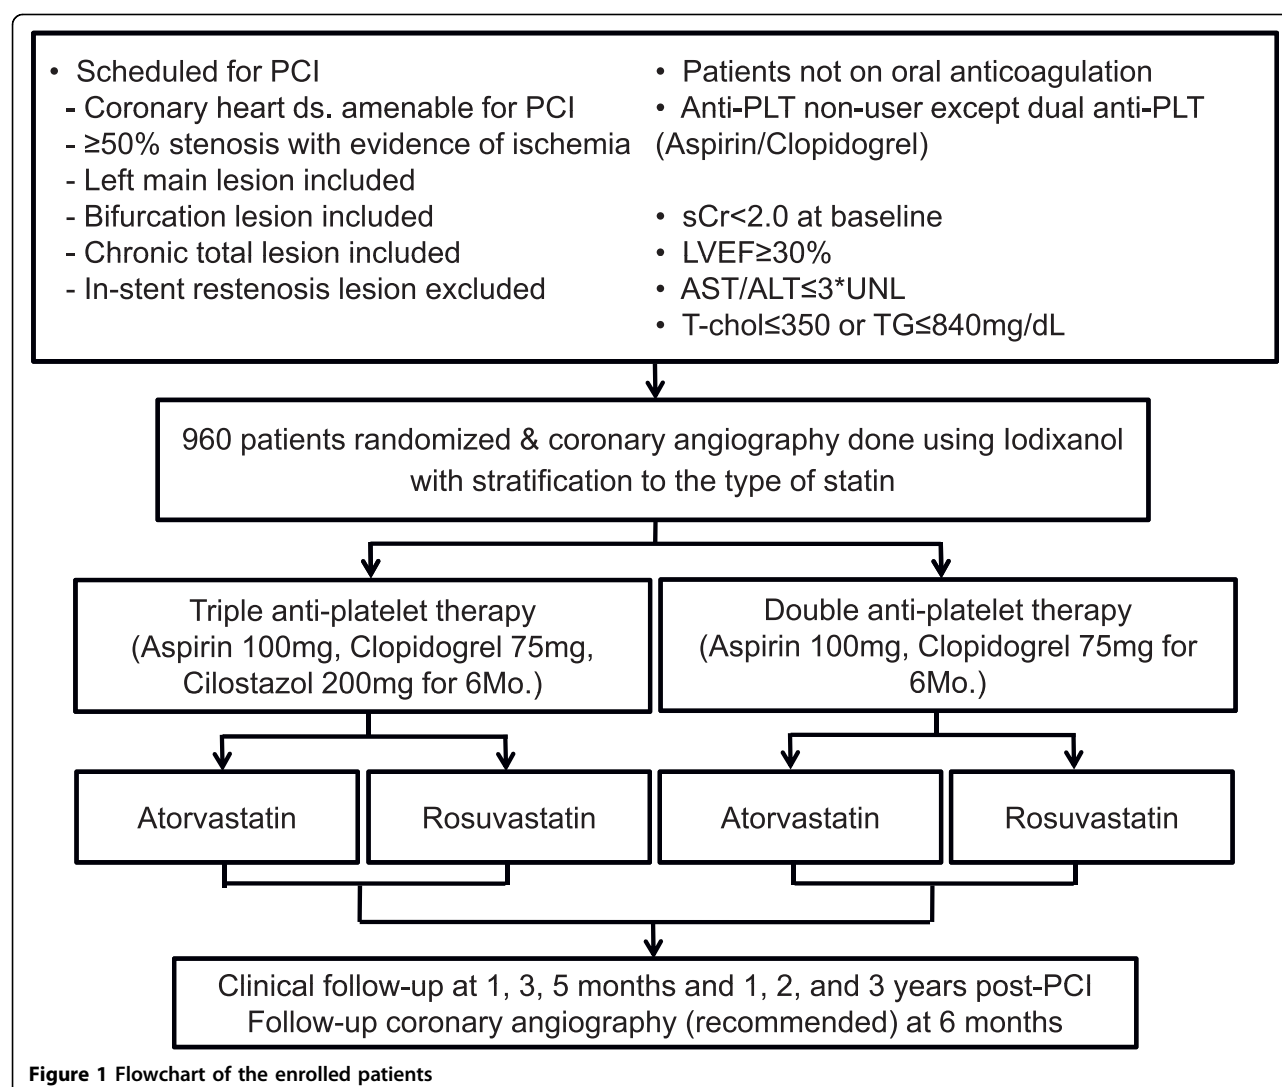 • Scheduled for PCI
- Coronary heart ds. amenable for PCI
- ≥50% stenosis with evidence of ischemia
- Left main lesion included
- Bifurcation lesion included
- Chronic total lesion included
- In-stent restenosis lesion excluded
• Patients not on oral anticoagulation
• Anti-PLT non-user except dual anti-PLT
(Aspirin/Clopidogrel)
• sCr<2.0 at baseline
• LVEF≥30%
• AST/ALT≤3*UNL
• T-chol≤350 or TG≤840mg/dL
960 patients randomized & coronary angiography done using Iodixanol
with stratification to the type of statin
Triple anti-platelet therapy
(Aspirin 100mg, Clopidogrel 75mg,
Cilostazol 200mg for 6Mo.)
Double anti-platelet therapy
(Aspirin 100mg, Clopidogrel 75mg for
6Mo.)
Atorvastatin
Rosuvastatin
Atorvastatin
Rosuvastatin
Clinical follow-up at 1, 3, 5 months and 1, 2, and 3 years post-PCI
Follow-up coronary angiography (recommended) at 6 months
Figure 1 Flowchart of the enrolled patients